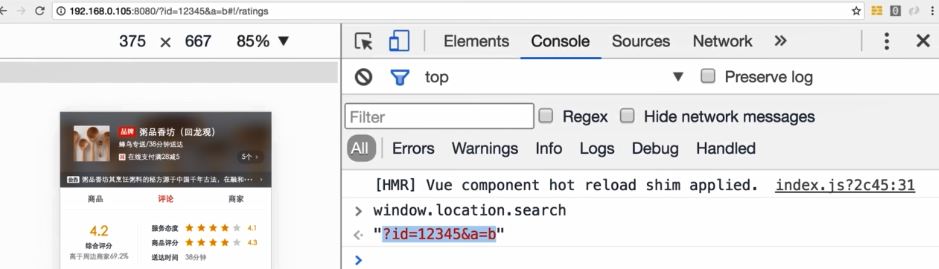 192.168.0.105:8080/?id=12345&a=b#!/ratings
375 × 667 85% ▼
Elements Console Sources Network »
top ▼ Preserve log
Filter Regex Hide network messages
All Errors Warnings Info Logs Debug Handled
[HMR] Vue component hot reload shim applied. index.js?2c45:31
> window.location.search
"?id=12345&a=b"
>
品牌 粥品香坊（回龙观）
蜂鸟专送/38分钟送达
减 在线支付满28减5 5个 >
公告 粥品香坊其烹饪粥料的秘方源于中国千年古法，在融和... >
商品 评论 商家
4.2
综合评分
高于周边商家69.2%
服务态度 4.1
商品评分 4.3
送达时间 38分钟